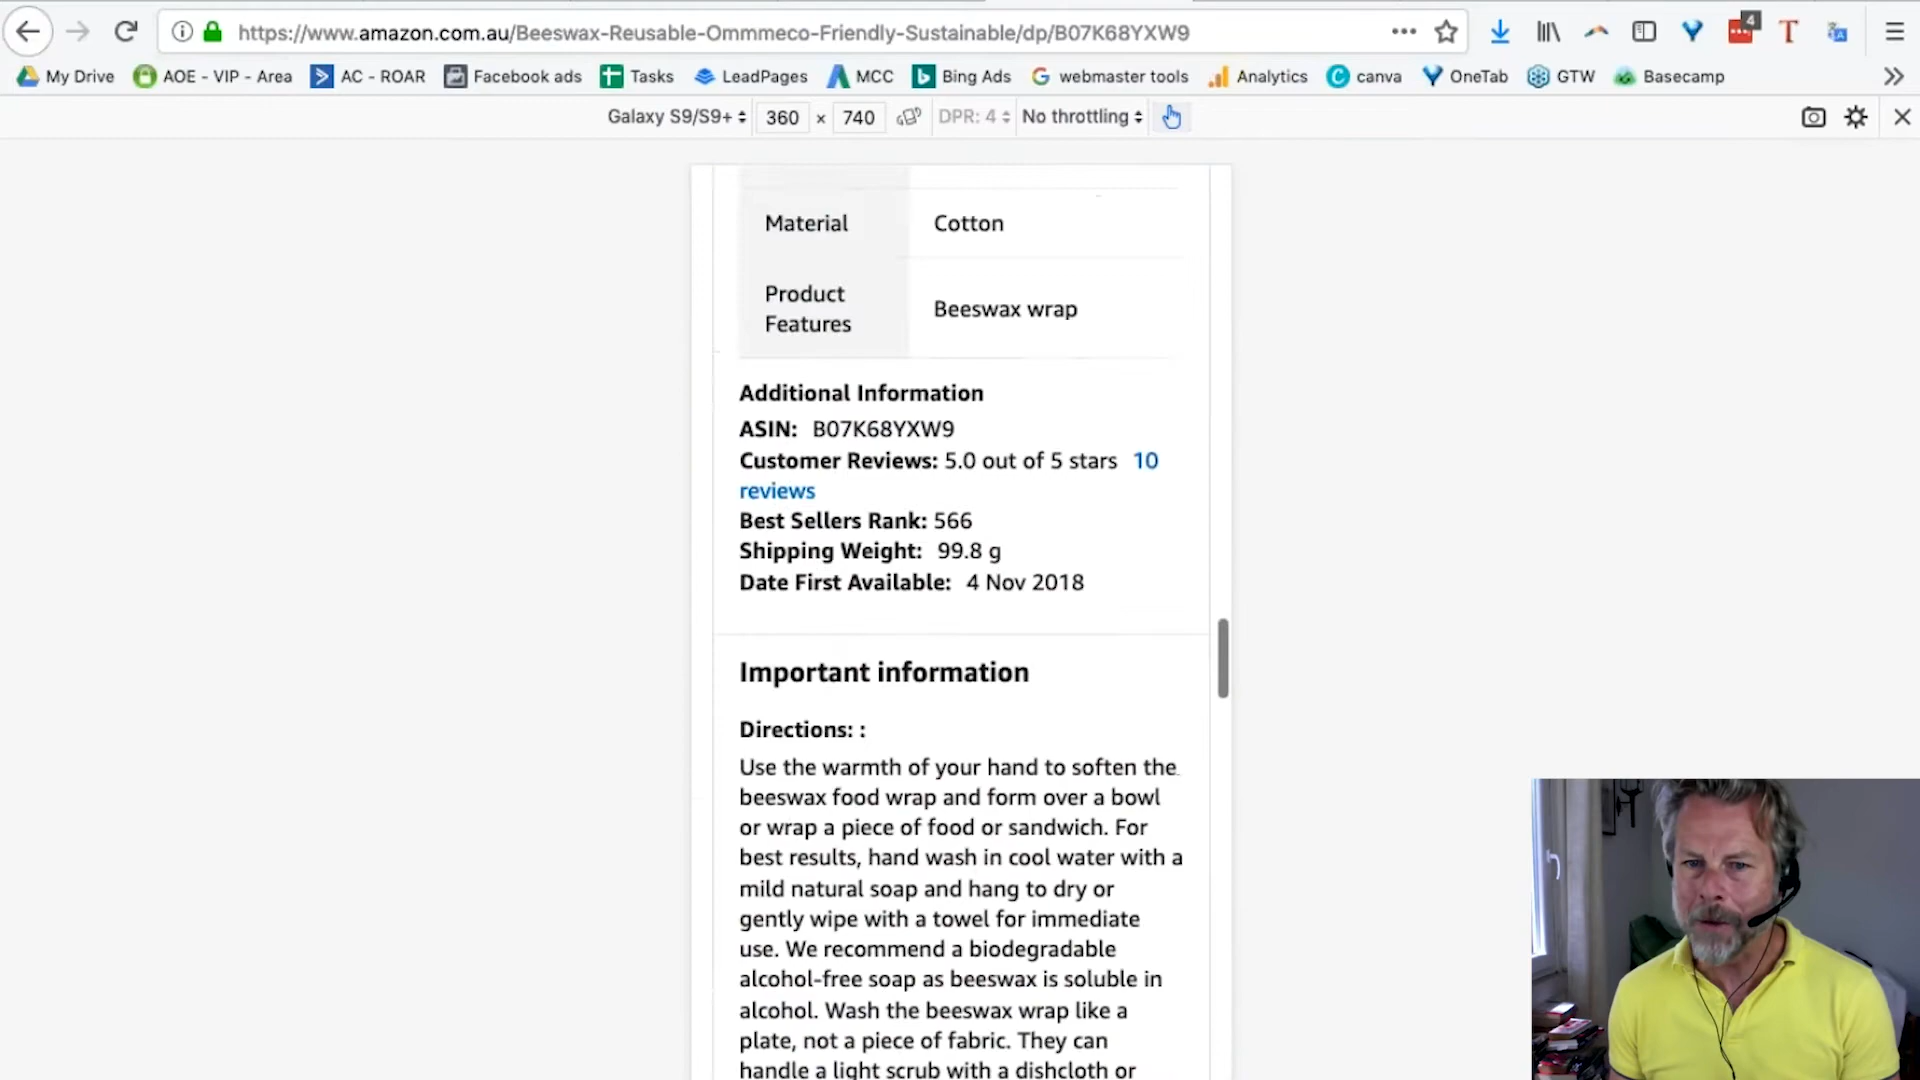 https://www.amazon.com.au/Beeswax-Reusable-Ommmeco-Friendly-Sustainable/dp/B07K68YXW9
4
T
My Drive
AOE - VIP - Area
AC - ROAR
Facebook ads
Tasks
LeadPages
MCC
Bing Ads
webmaster tools
Analytics
canva
OneTab
GTW
Basecamp
Galaxy S9/S9+
360 x 740
DPR: 4
No throttling
Material
Cotton
Product
Features
Beeswax wrap
Additional Information
ASIN: B07K68YXW9
Customer Reviews: 5.0 out of 5 stars 10
reviews
Best Sellers Rank: 566
Shipping Weight: 99.8 g
Date First Available: 4 Nov 2018
Important information
Directions: :
Use the warmth of your hand to soften the
beeswax food wrap and form over a bowl
or wrap a piece of food or sandwich. For
best results, hand wash in cool water with a
mild natural soap and hang to dry or
gently wipe with a towel for immediate
use. We recommend a biodegradable
alcohol-free soap as beeswax is soluble in
alcohol. Wash the beeswax wrap like a
plate, not a piece of fabric. They can
handle a light scrub with a dishcloth or